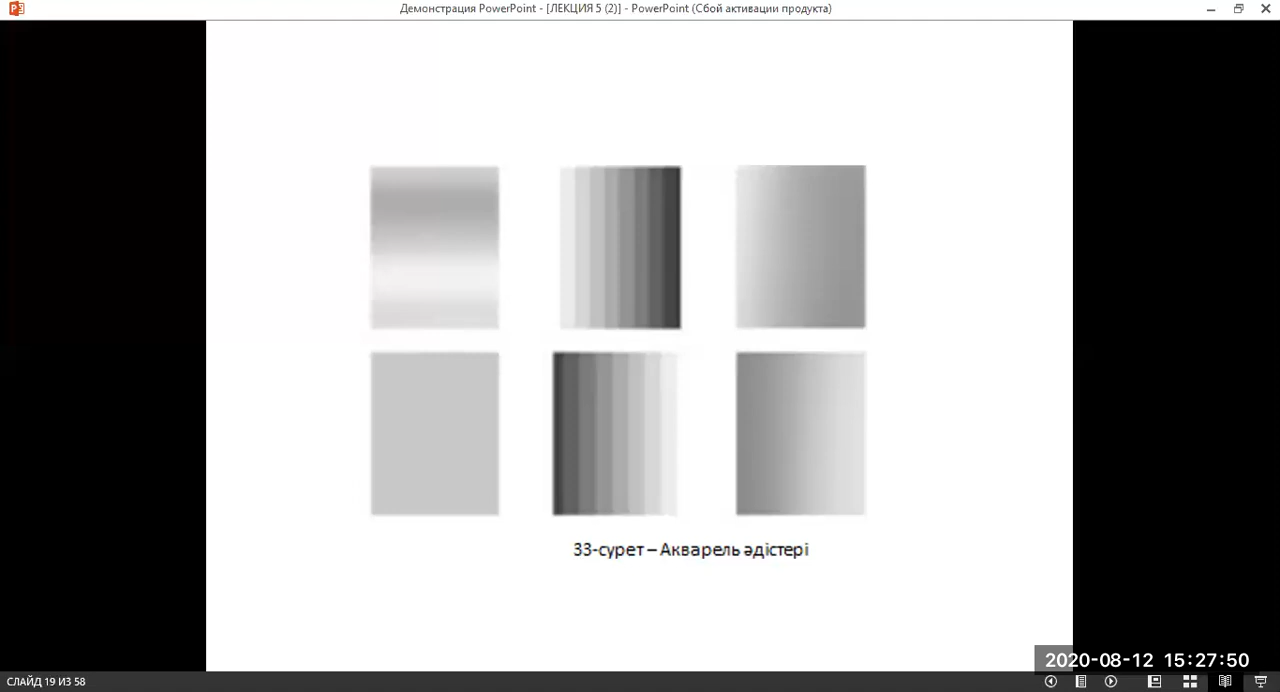 Демонстрация PowerPoint - [ЛЕКЦИЯ 5 (2)] - PowerPoint (Сбой активации продукта)
33-сурет – Акварель әдістері
2020-08-12 15:27:50
СЛАЙД 19 ИЗ 58